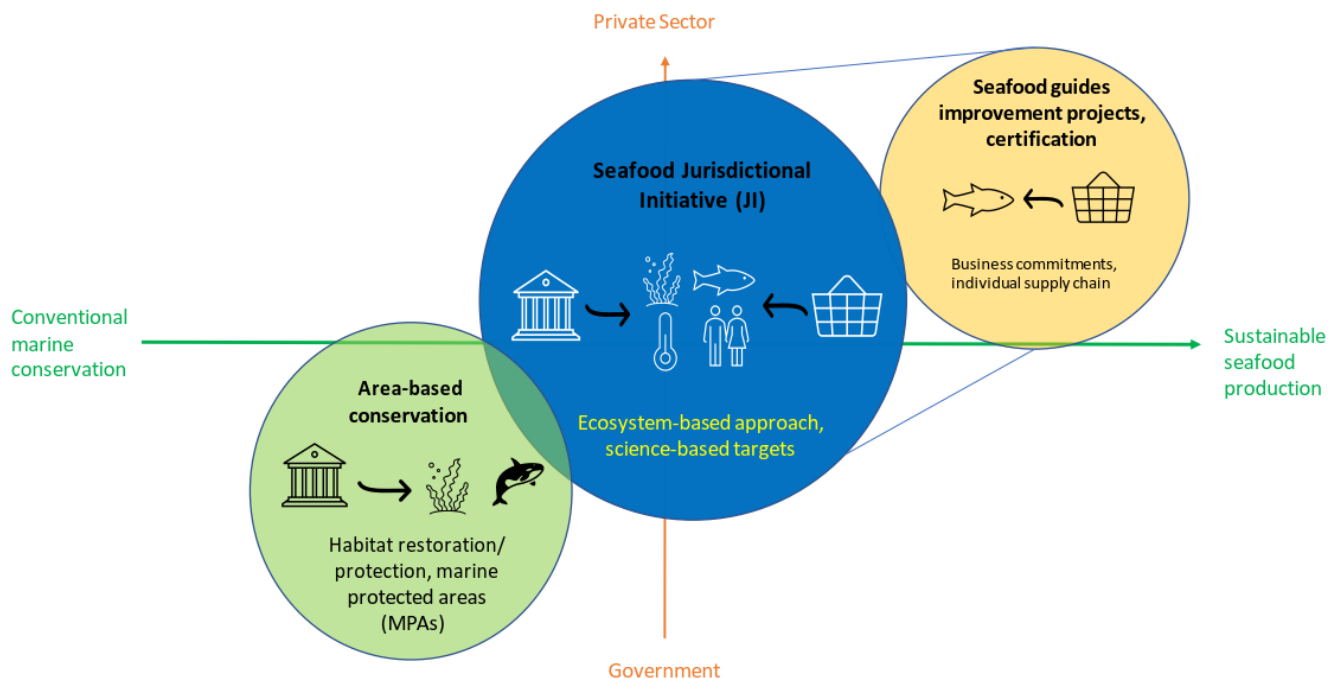 Private Sector
Seafood guides
improvement projects,
certification
Business commitments,
individual supply chain
Seafood Jurisdictional
Initiative (JI)
Ecosystem-based approach,
science-based targets
Conventional
marine
conservation
Sustainable
seafood
production
Area-based
conservation
Habitat restoration/
protection, marine
protected areas
(MPAs)
Government